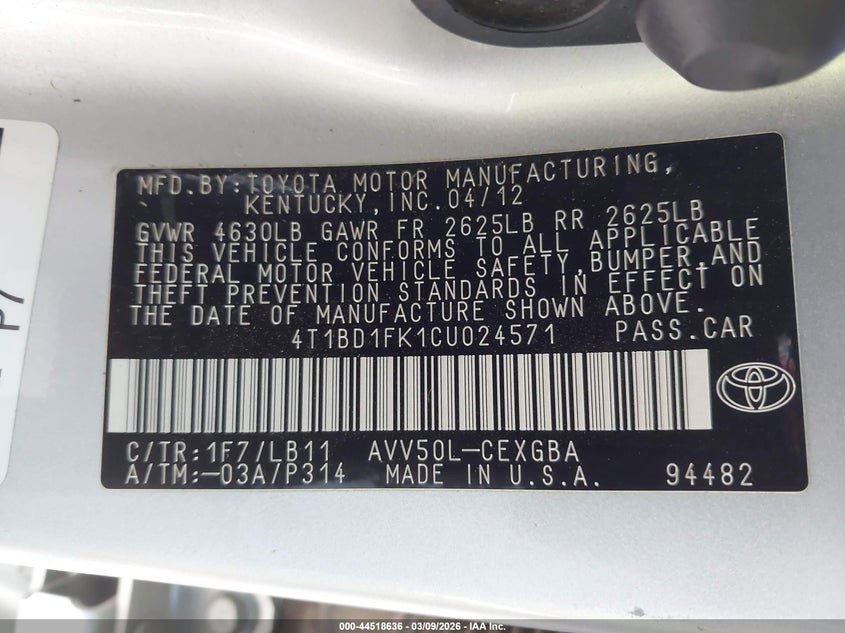 MFD.BY:TOYOTA MOTOR MANUFACTURING,
KENTUCKY,INC.04/12
GVWR 4630LB GAWR FR 2625LB RR 2625LB
THIS VEHICLE CONFORMS TO ALL APPLICABLE
FEDERAL MOTOR VEHICLE SAFETY,BUMPER,AND
THEFT PREVENTION STANDARDS IN EFFECT ON
THE DATE OF MANUFACTURE SHOWN ABOVE.
4T1BD1FK1CU024571 PASS.CAR
C/TR:1F7/LB11 AVV50L-CEXGBA
A/TM:-03A/P314 MADE IN U.S.A. 94482
000-44518636 - 03/09/2026 - IAA Inc.